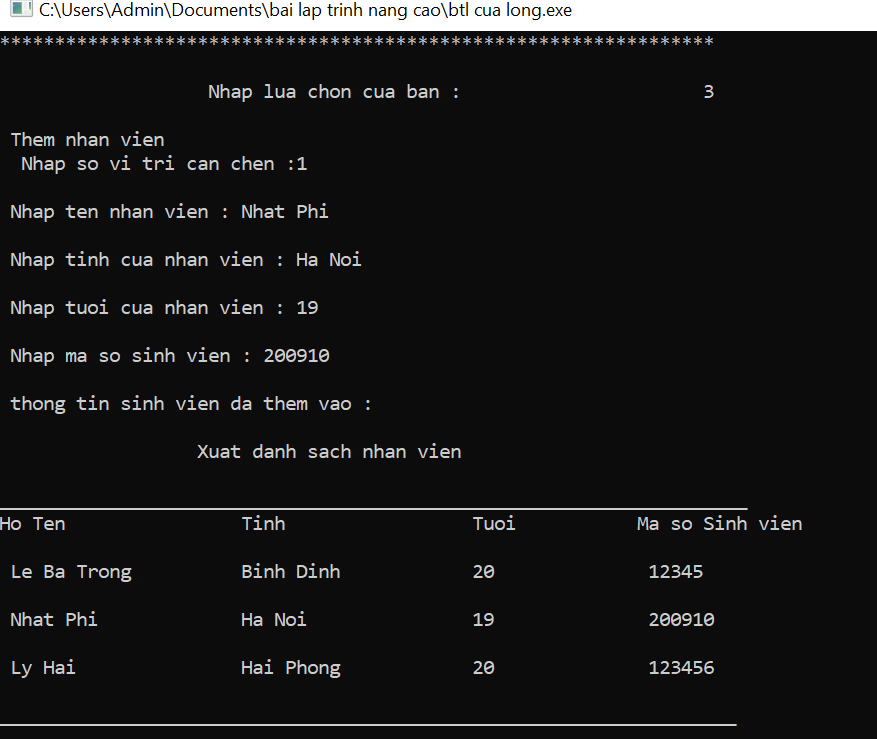 C:\Users\Admin\Documents\bai lap trinh nang cao\btl cua long.exe
*****************************************************************
Nhap lua chon cua ban : 3
Them nhan vien
Nhap so vi tri can chen :1
Nhap ten nhan vien : Nhat Phi
Nhap tinh cua nhan vien : Ha Noi
Nhap tuoi cua nhan vien : 19
Nhap ma so sinh vien : 200910
thong tin sinh vien da them vao :
Xuat danh sach nhan vien
Ho Ten Tinh Tuoi Ma so Sinh vien
Le Ba Trong Binh Dinh 20 12345
Nhat Phi Ha Noi 19 200910
Ly Hai Hai Phong 20 123456